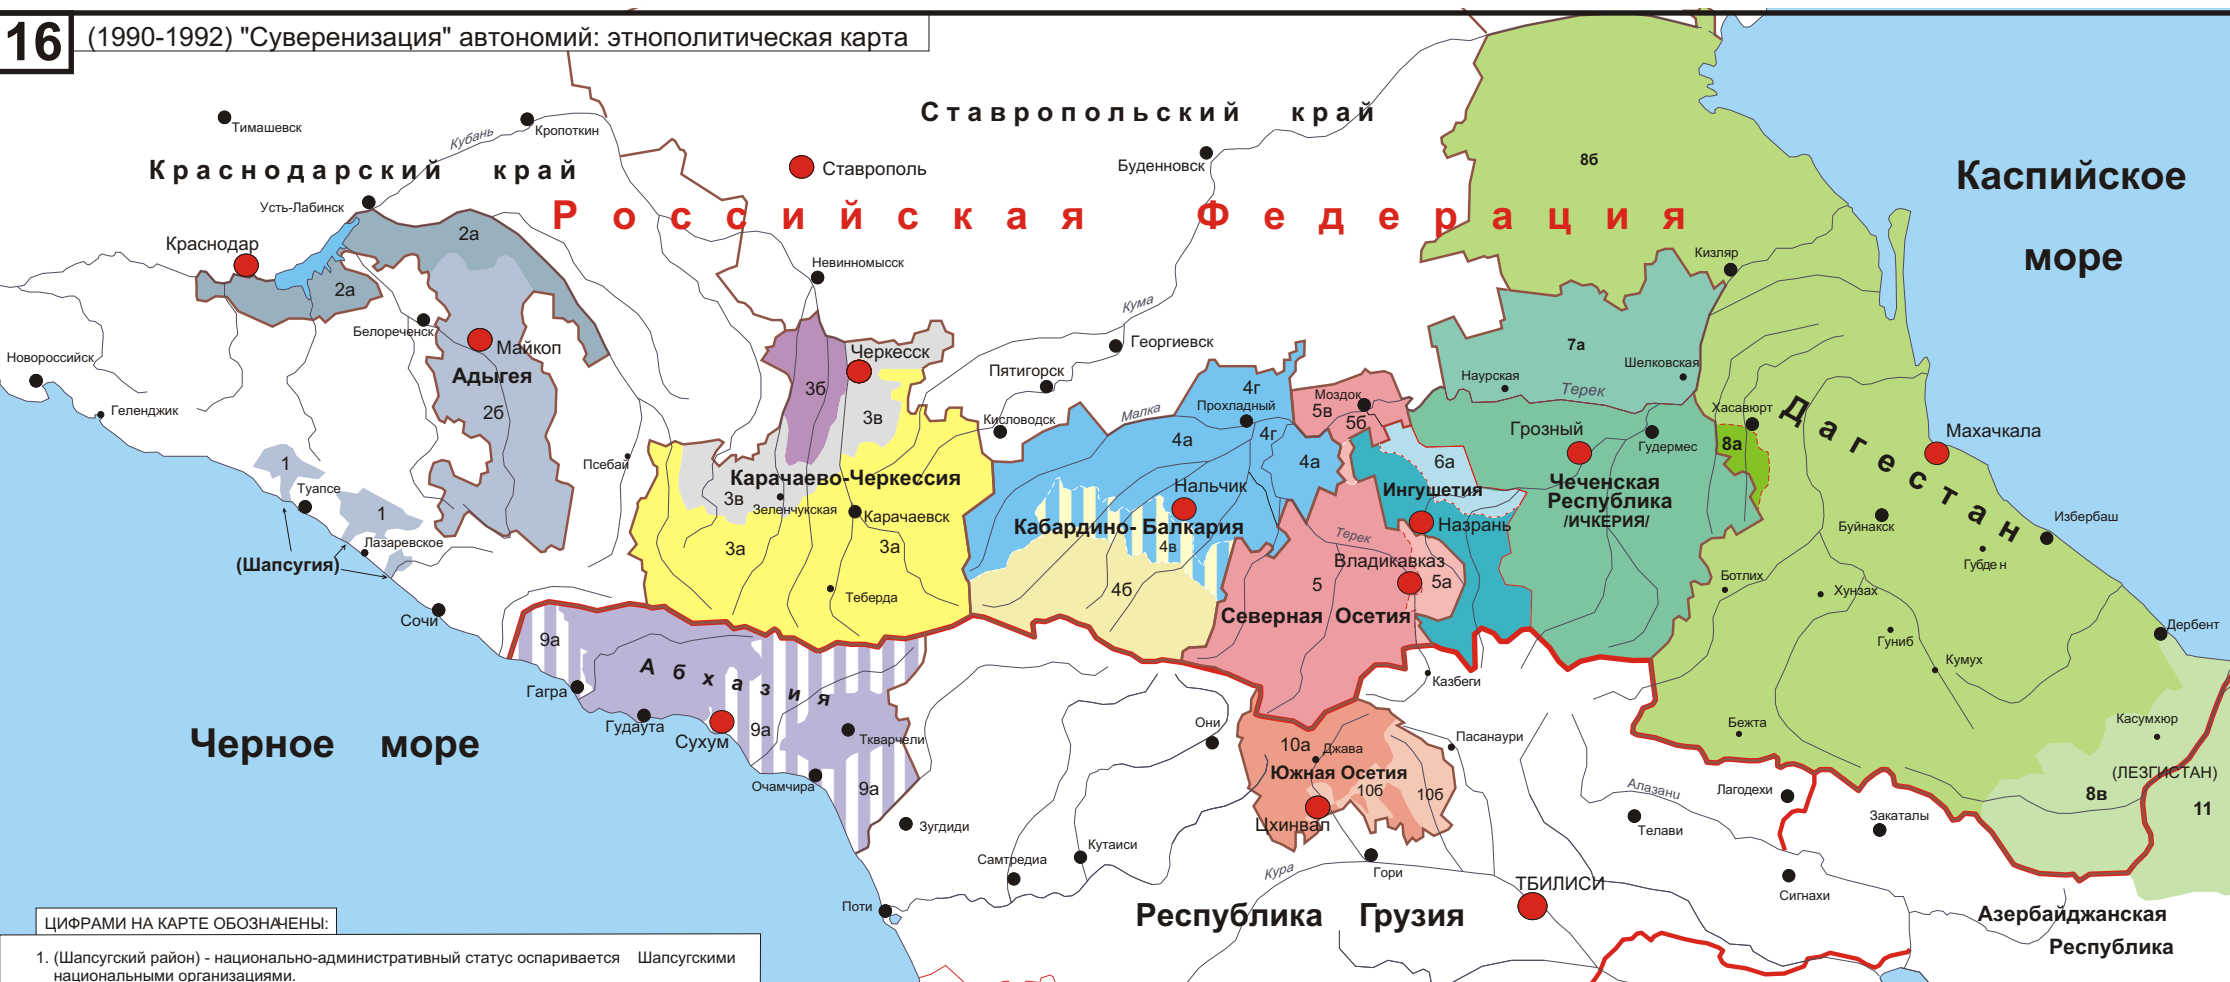 16
(1990-1992) "Суверенизация" автономий: этнополитическая карта
Ставропольский край
Тимашевск
Кубань
Кропоткин
Краснодарский край
Ставрополь
Буденновск
8б
Каспийское
море
Усть-Лабинск
Российская Федерация
Краснодар
2а
2а
Невинномысск
Кизляр
Кума
Белореченск
Майкоп
Адыгея
2б
Новороссийск
Геленджик
Черкесск
3б
3в
Георгиевск
Пятигорск
Кисловодск
Малка
4г
Прохладный
4г
4а
4а
Моздок
5в
5б
7а
Наурская
Шелковская
Терек
Хасавюрт
8а
Дагестан
Махачкала
Грозный
Гудермес
1
Туапсе
1
Лазаревское
(Шапсугия)
Псебай
Карачаево-Черкессия
3в
Зеленчукская
Карачаевск
3а
3а
Теберда
Нальчик
Кабардино-Балкария
4в
4б
6а
Ингушетия
Назрань
Чеченская
Республика
/ИЧКЕРИЯ/
Буйнакск
Избербаш
Губден
Терек
Владикавказ
5а
5
Северная Осетия
Ботлих
Хунзах
Гуниб
Кумух
Дербент
Сочи
9а
Абхазия
Гагра
Гудаута
Сухум
9а
Ткварчели
Очамчира
9а
Казбеги
Черное море
Они
10а
Джава
Южная Осетия
10б
10б
Цхинвал
Пасанаури
Бежта
Касумхюр
(ЛЕЗГИСТАН)
8в
11
Лагодехи
Алазани
Телави
Закаталы
Зугдиди
Самтредиа
Кутаиси
Кура
Гори
ТБИЛИСИ
Сигнахи
Поти
Республика Грузия
Азербайджанская
Республика
ЦИФРАМИ НА КАРТЕ ОБОЗНАЧЕНЫ:
1. (Шапсугский район) - национально-административный статус оспаривается Шапсугскими
национальными организациями.